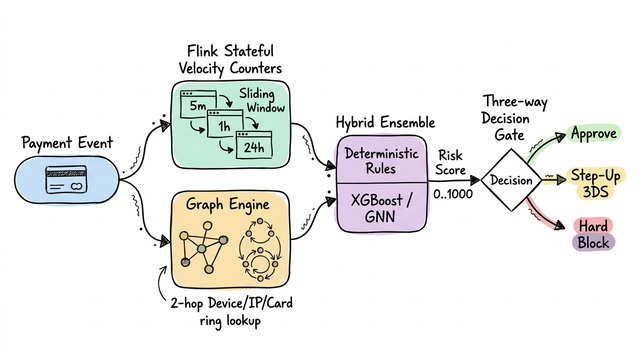 Payment Event
Flink Stateful
Velocity Counters
5m
1h
24h
Sliding
Window
Graph Engine
2-hop Device/IP/Card
ring lookup
Hybrid Ensemble
Deterministic
Rules
XGBoost /
GNN
Risk
Score
0..1000
Three-way
Decision
Gate
Decision
Approve
Step-Up
3DS
Hard
Block